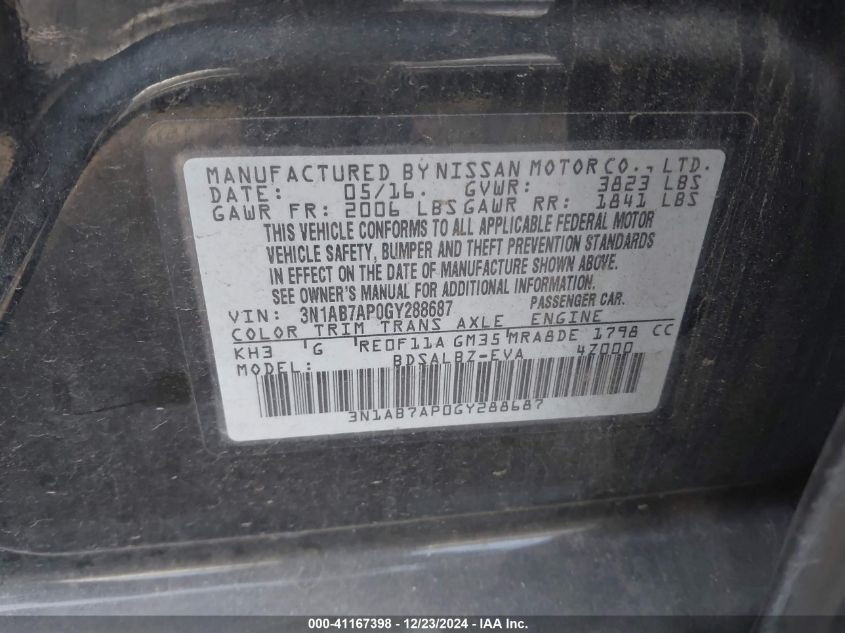 MANUFACTURED BY NISSAN MOTOR CO., LTD.
DATE: 05/16. GVWR: 3823 LBS
GAWR FR: 2006 LBS GAWR RR: 1841 LBS
THIS VEHICLE CONFORMS TO ALL APPLICABLE FEDERAL MOTOR
VEHICLE SAFETY, BUMPER AND THEFT PREVENTION STANDARDS
IN EFFECT ON THE DATE OF MANUFACTURE SHOWN ABOVE.
SEE OWNER'S MANUAL FOR ADDITIONAL INFORMATION.
VIN: 3N1AB7AP0GY288687 PASSENGER CAR.
COLOR TRIM TRANS AXLE ENGINE
KH3 G RE0F11A GM35 MRA8DE 1798 CC
MODEL: BDSALBZ-EVA 4Z000
3N1AB7AP0GY288687
000-41167398 - 12/23/2024 - IAA Inc.